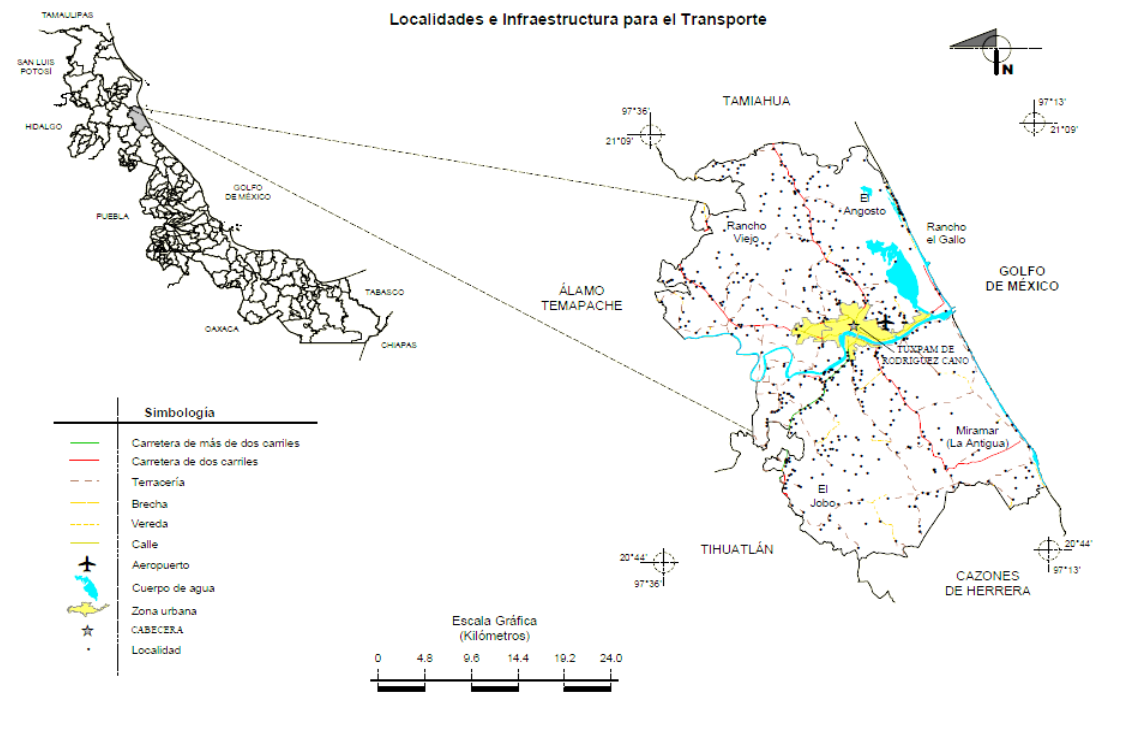 Localidades e Infraestructura para el Transporte
TAMAULIPAS
SAN LUIS
POTOSÍ
HIDALGO
PUEBLA
GOLFO
DE MÉXICO
TABASCO
OAXACA
CHIAPAS
N
TAMIAHUA
97°36'
21°09'
97°13'
21°09'
El
Angosto
Rancho
Viejo
Rancho
el Gallo
GOLFO
DE MÉXICO
ÁLAMO
TEMAPACHE
TUXPAM DE
RODRÍGUEZ CANO
Miramar
(La Antigua)
El
Jobo
TIHUATLÁN
20°44'
97°36'
20°44'
97°13'
CAZONES
DE HERRERA
Simbología
Carretera de más de dos carriles
Carretera de dos carriles
Terracería
Brecha
Vereda
Calle
Aeropuerto
Cuerpo de agua
Zona urbana
CABECERA
Localidad
Escala Gráfica
(Kilómetros)
0 4.8 9.6 14.4 19.2 24.0